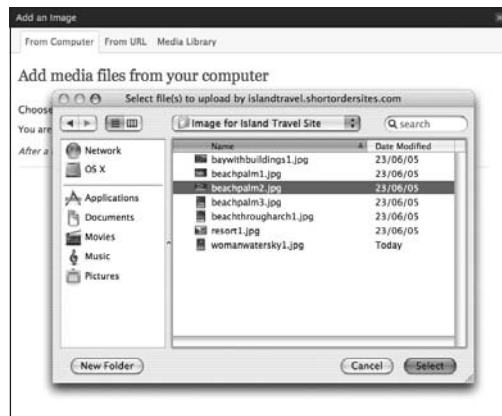 Add an Image
From Computer From URL Media Library
Add media files from your computer
Select file(s) to upload by islandtravel.shortordersites.com
Choose
Image for Island Travel Site
search
You are
After a
Name Date Modified
Network
OS X
Applications
Documents
Movies
Music
Pictures
baywithbuildings1.jpg 23/06/05
beachpalm1.jpg 23/06/05
beachpalm2.jpg 23/06/05
beachpalm3.jpg 23/06/05
beachthrougharch1.jpg 23/06/05
resort1.jpg 23/06/05
womanwatersky1.jpg Today
New Folder Cancel Select